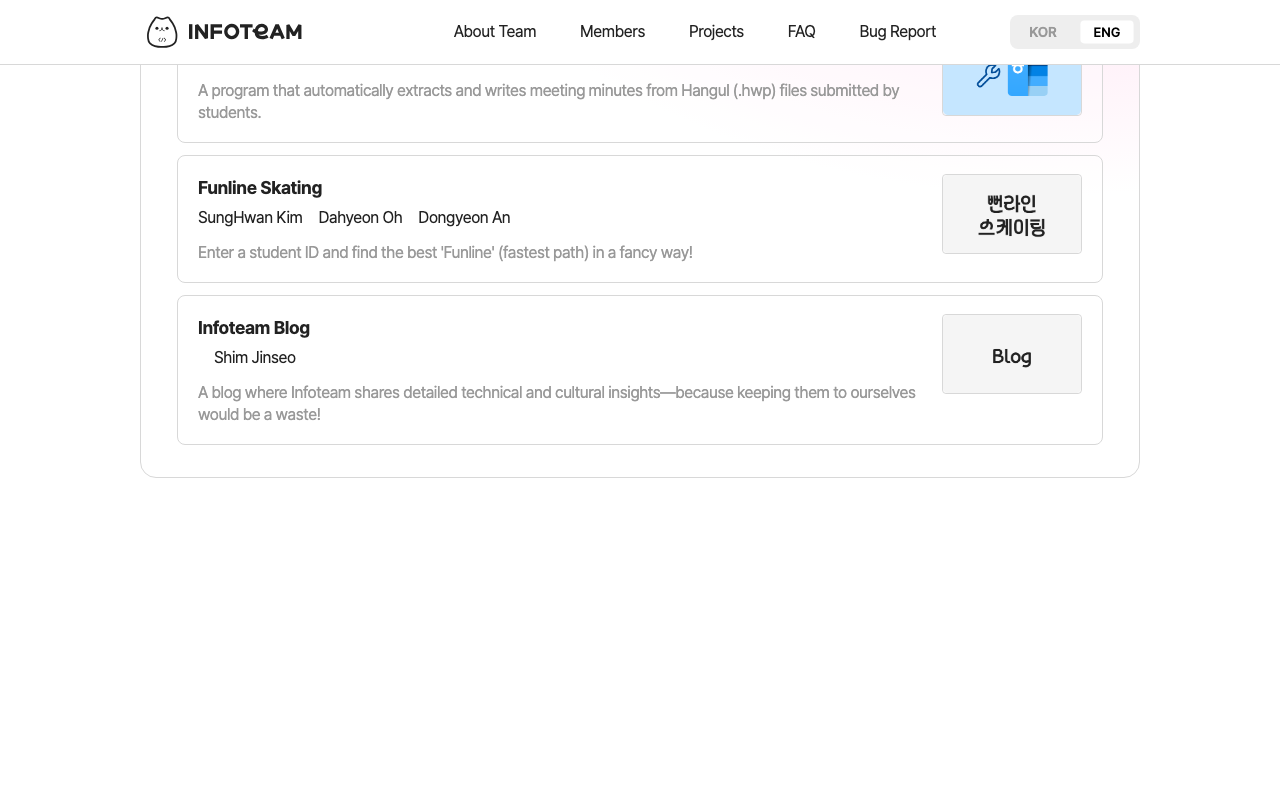 INFOTEAM
About Team
Members
Projects
FAQ
Bug Report
KOR
ENG
A program that automatically extracts and writes meeting minutes from Hangul (.hwp) files submitted by
students.
Funline Skating
SungHwan Kim
Dahyeon Oh
Dongyeon An
Enter a student ID and find the best 'Funline' (fastest path) in a fancy way!
뻔라인
스케이팅
Infoteam Blog
Shim Jinseo
A blog where Infoteam shares detailed technical and cultural insights—because keeping them to ourselves
would be a waste!
Blog